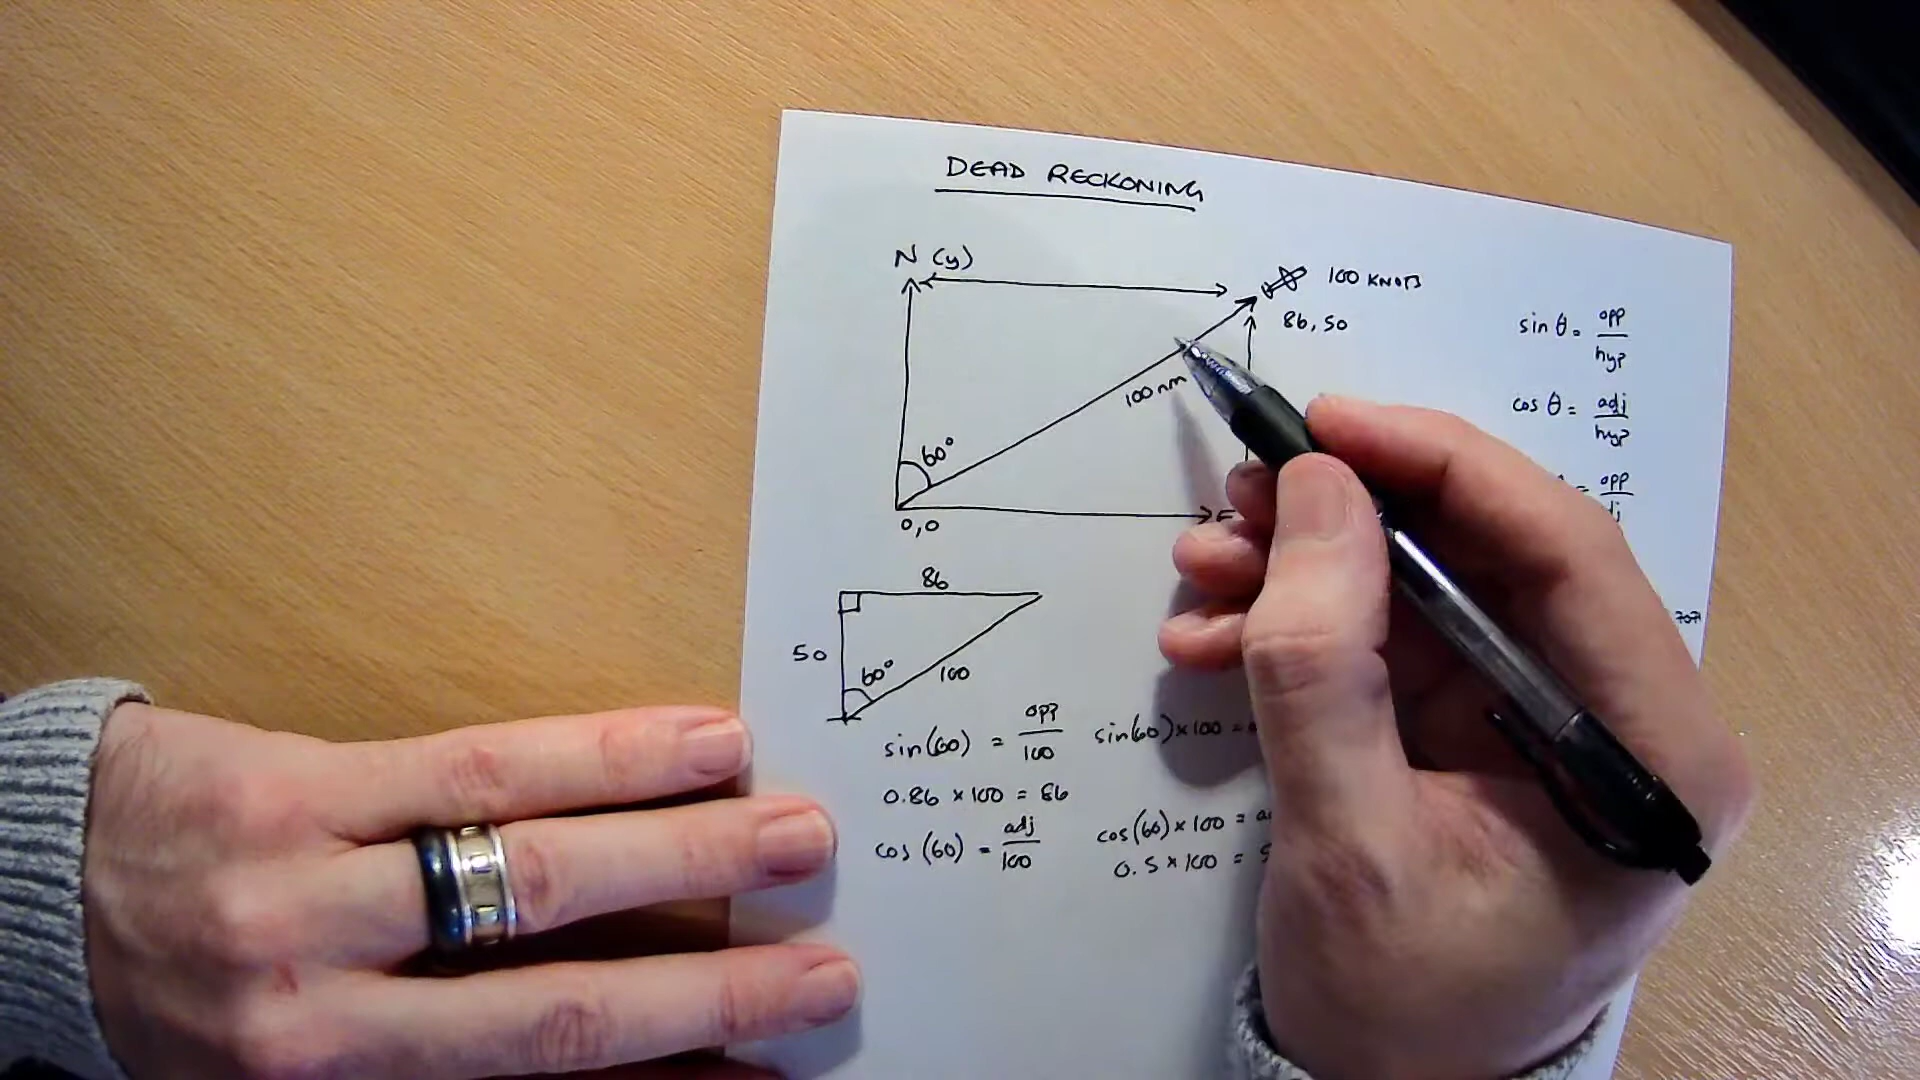 DEAD RECKONING
N (y)
100 KNOTS
86, 50
100 nm
60°
0,0
E
sin θ = opp/hyp
cos θ = adj/hyp
= opp
86
50
60°
100
sin(60) = opp/100 sin(60) × 100 =
0.86 × 100 = 86
cos (60) = adj/100 cos(60) × 100 =
0.5 × 100 =